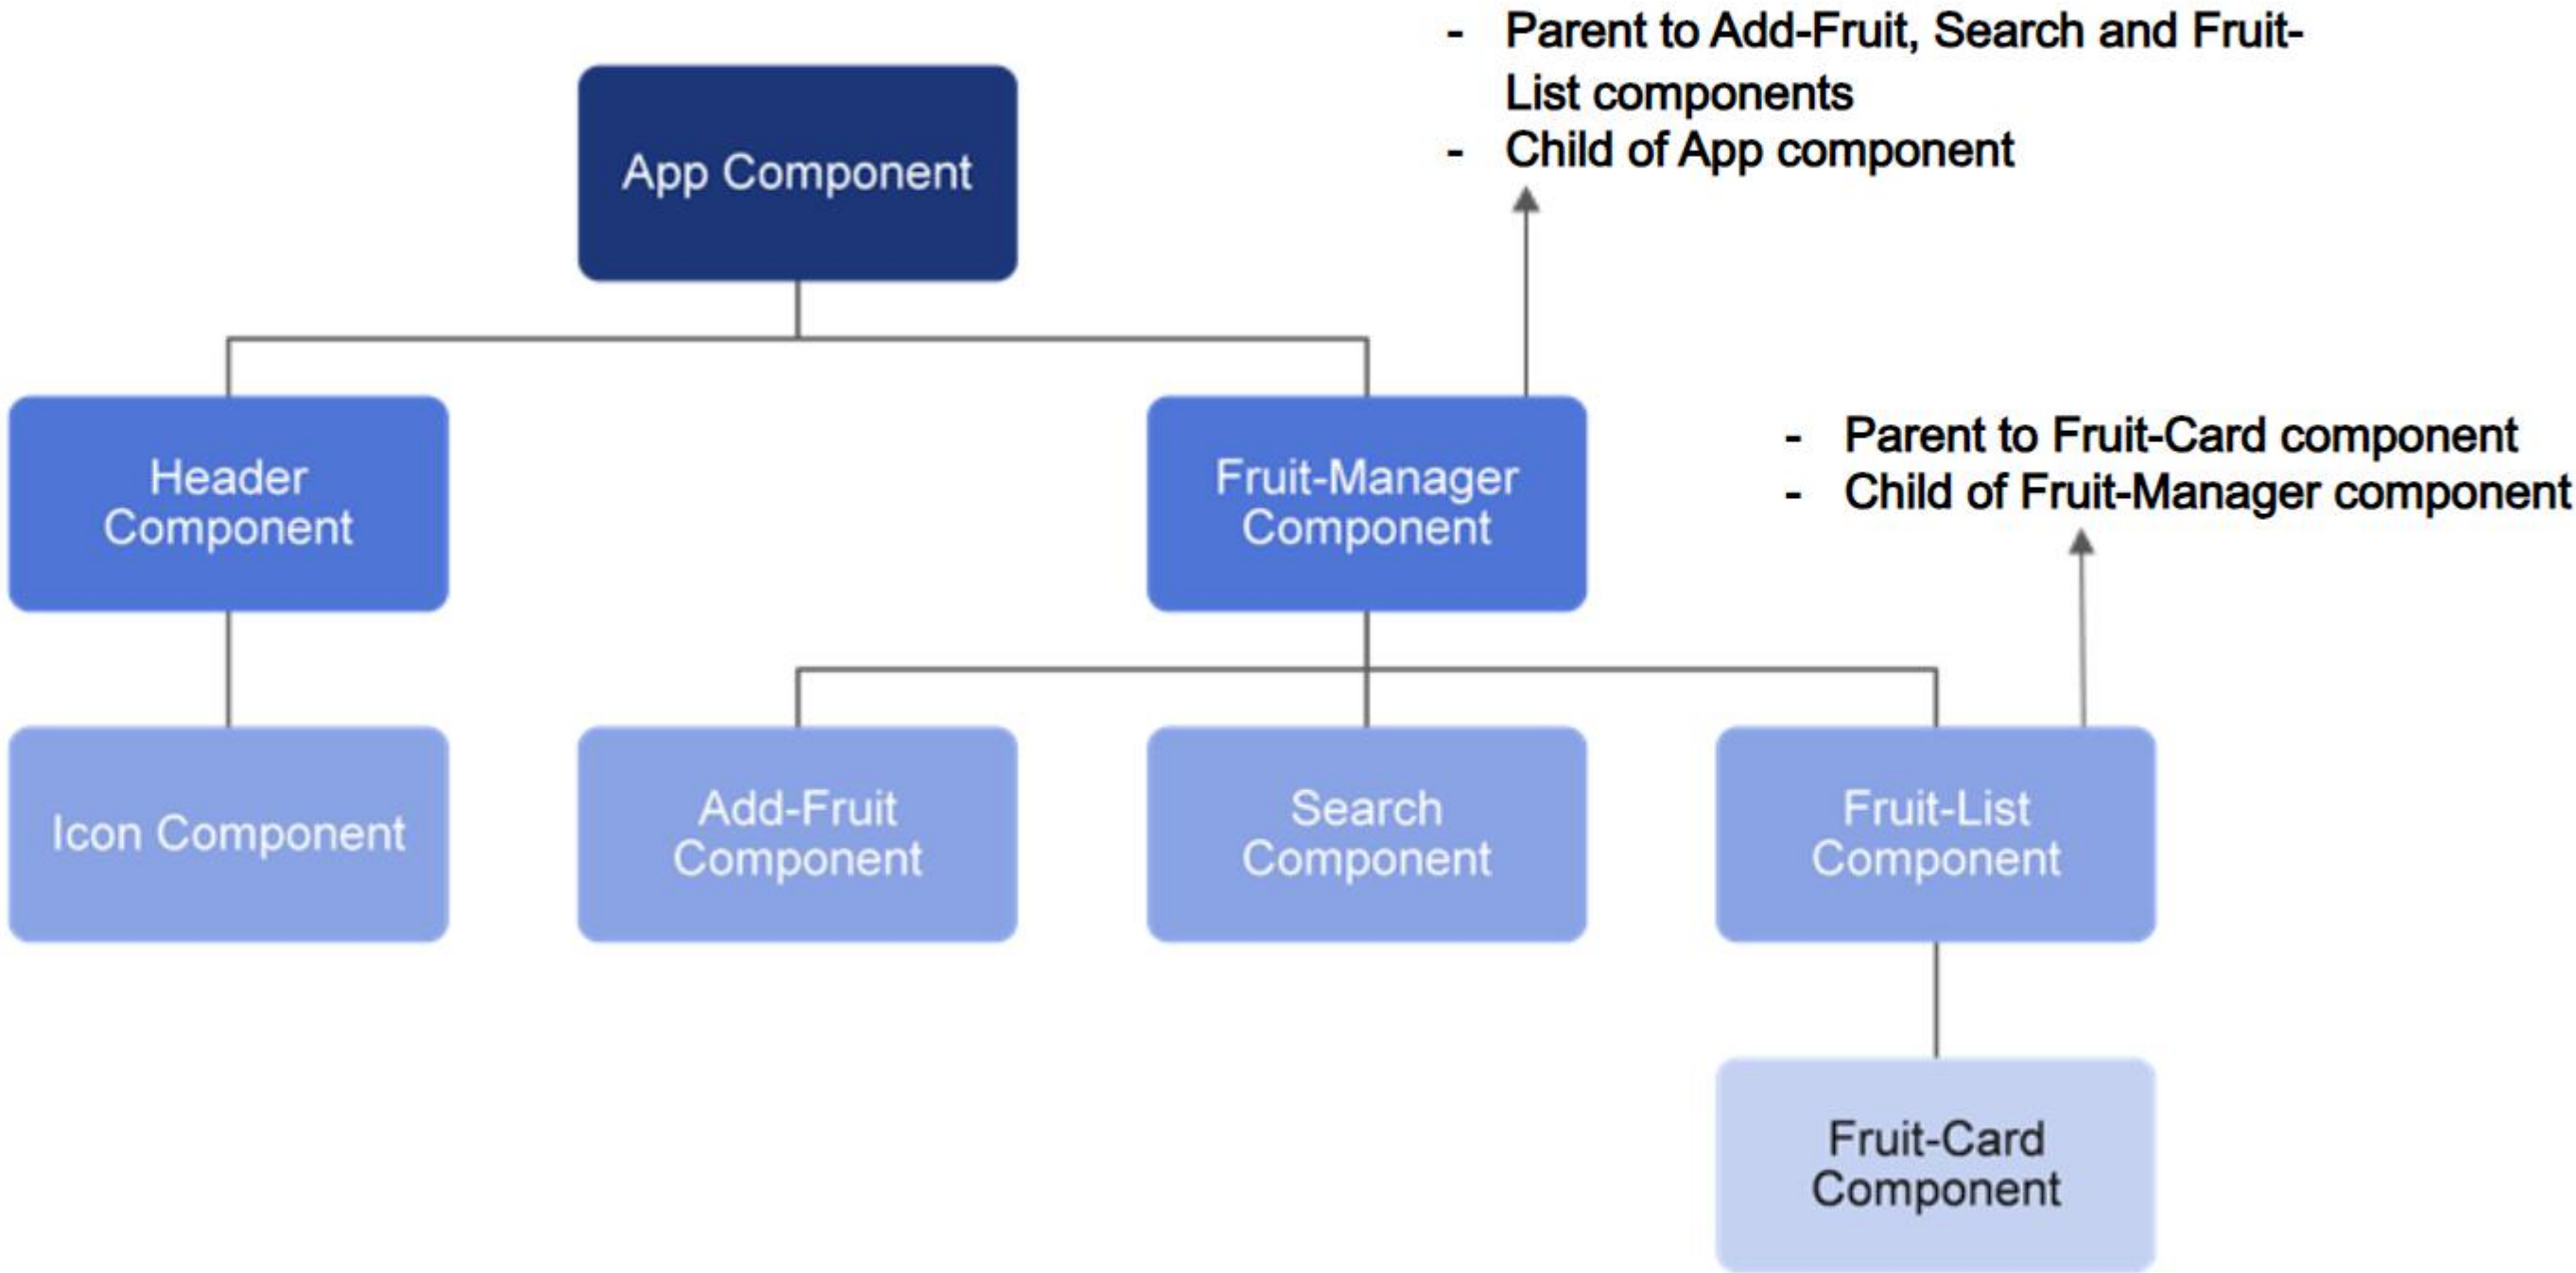 - Parent to Add-Fruit, Search and Fruit-
List components
- Child of App component
App Component
Header
Component
Fruit-Manager
Component
- Parent to Fruit-Card component
- Child of Fruit-Manager component
Icon Component
Add-Fruit
Component
Search
Component
Fruit-List
Component
Fruit-Card
Component